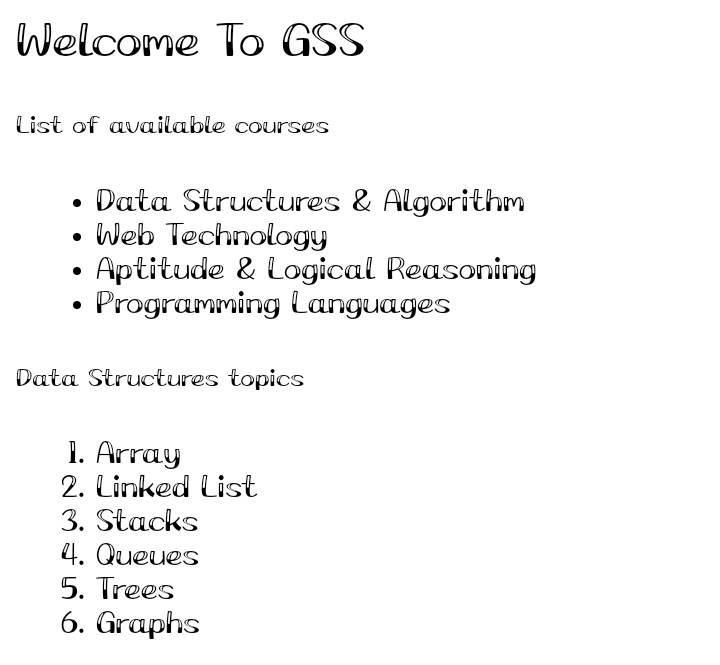 Welcome To GSS
List of available courses
• Data Structures & Algorithm
• Web Technology
• Aptitude & Logical Reasoning
• Programming Languages
Data Structures topics
1. Array
2. Linked List
3. Stacks
4. Queues
5. Trees
6. Graphs